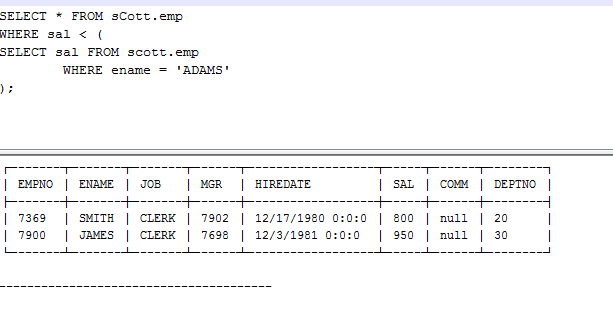 SELECT * FROM sCott.emp
WHERE sal < (
SELECT sal FROM scott.emp
WHERE ename = 'ADAMS'
);
| EMPNO | ENAME | JOB | MGR | HIREDATE | SAL | COMM | DEPTNO |
| 7369 | SMITH | CLERK | 7902 | 12/17/1980 0:0:0 | 800 | null | 20 |
| 7900 | JAMES | CLERK | 7698 | 12/3/1981 0:0:0 | 950 | null | 30 |